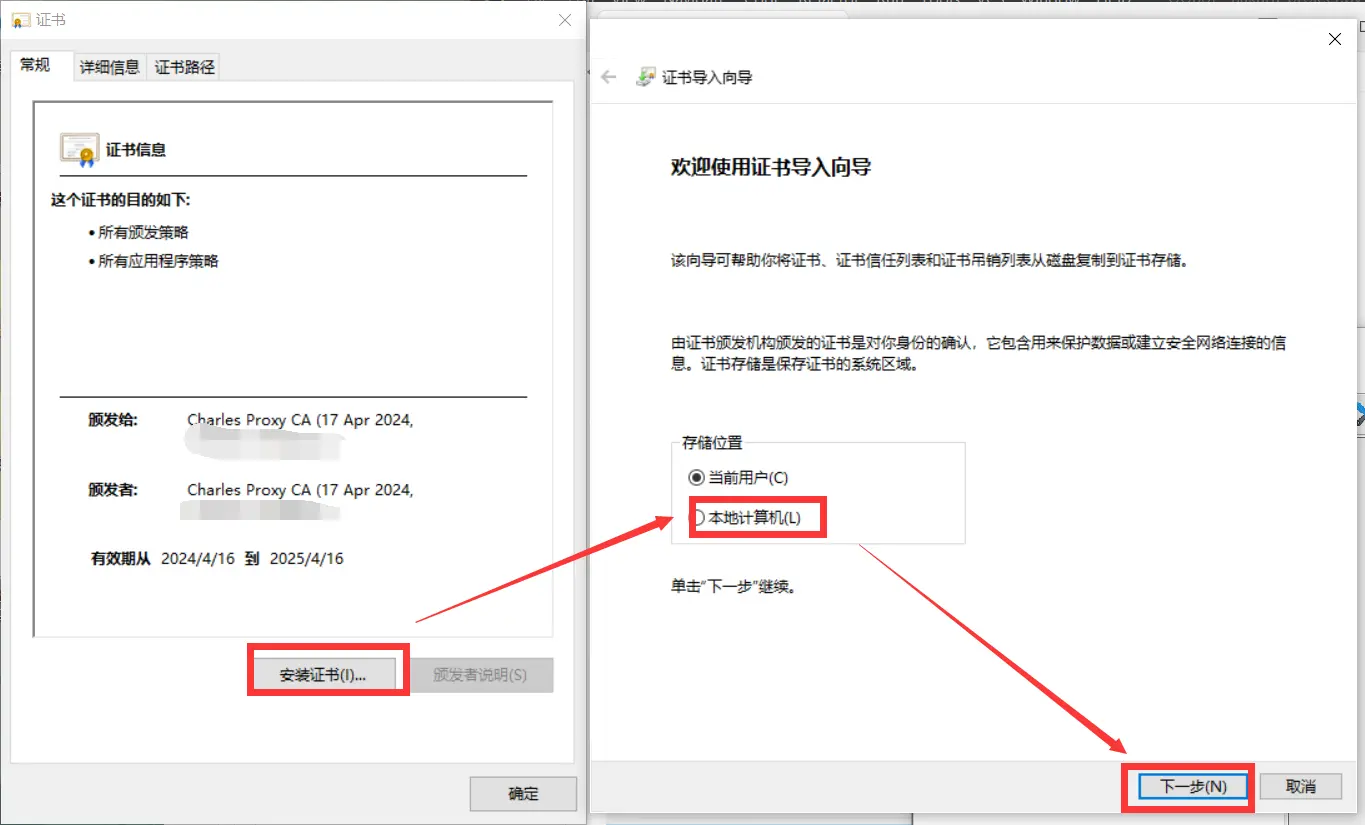 证书
常规
详细信息
证书路径
证书信息
这个证书的目的如下:
• 所有颁发策略
• 所有应用程序策略
颁发给: Charles Proxy CA (17 Apr 2024,
颁发者: Charles Proxy CA (17 Apr 2024,
有效期从 2024/4/16 到 2025/4/16
安装证书(I)...
颁发者说明(S)
确定
证书导入向导
欢迎使用证书导入向导
该向导可帮助你将证书、证书信任列表和证书吊销列表从磁盘复制到证书存储。
由证书颁发机构颁发的证书是对你身份的确认，它包含用来保护数据或建立安全网络连接的信
息。证书存储是保存证书的系统区域。
存储位置
当前用户(C)
本地计算机(L)
单击“下一步”继续。
下一步(N)
取消